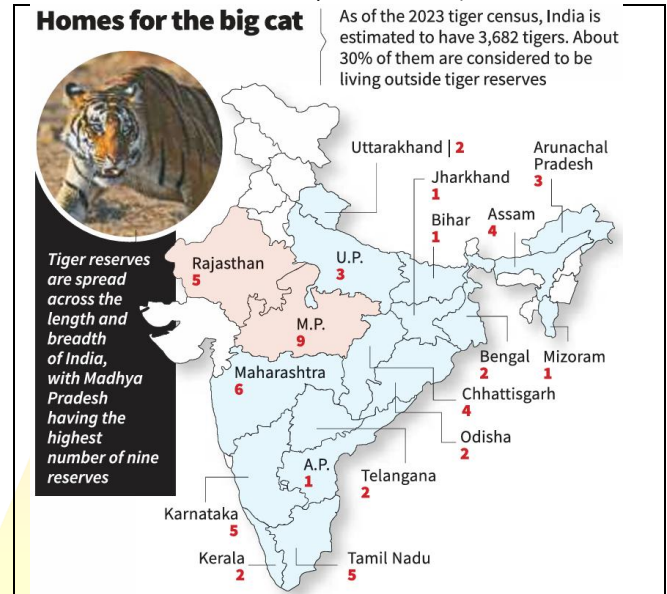 Homes for the big cat
As of the 2023 tiger census, India is
estimated to have 3,682 tigers. About
30% of them are considered to be
living outside tiger reserves
Uttarakhand | 2
Arunachal
Pradesh
3
Jharkhand
1
Bihar
1
Assam
4
Tiger reserves
are spread
across the
length and
breadth
of India,
with Madhya
Pradesh
having the
highest
number of nine
reserves
Rajasthan
5
U.P.
3
M.P.
9
Maharashtra
6
Bengal
2
Mizoram
1
Chhattisgarh
4
Odisha
2
Telangana
2
A.P.
1
Karnataka
5
Kerala
2
Tamil Nadu
5